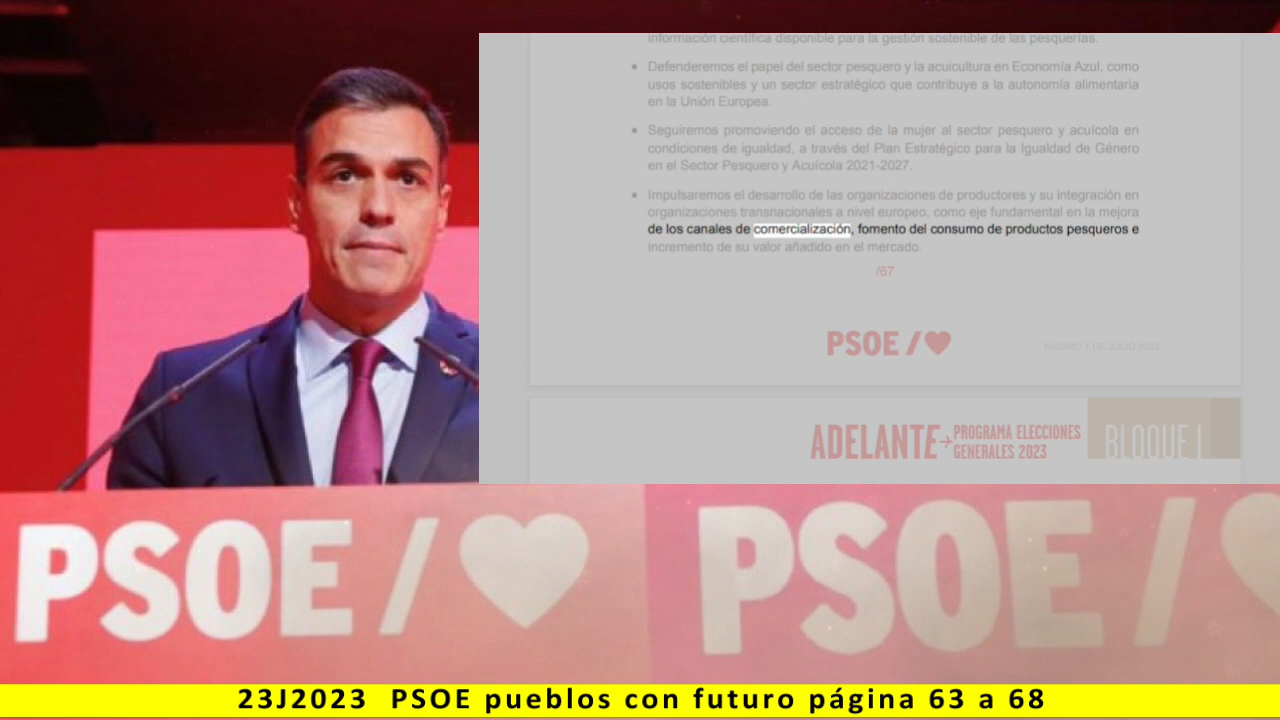 información científica disponible para la gestión sostenible de las pesquerías.
• Defenderemos el papel del sector pesquero y la acuicultura en Economía Azul, como
usos sostenibles y un sector estratégico que contribuye a la autonomía alimentaria
en la Unión Europea.
• Seguiremos promoviendo el acceso de la mujer al sector pesquero y acuícola en
condiciones de igualdad, a través del Plan Estratégico para la Igualdad de Género
en el Sector Pesquero y Acuícola 2021-2027.
• Impulsaremos el desarrollo de las organizaciones de productores y su integración en
organizaciones transnacionales a nivel europeo, como eje fundamental en la mejora
de los canales de comercialización, fomento del consumo de productos pesqueros e
incremento de su valor añadido en el mercado.
/67
PSOE /
MADRID 7 DE JULIO 2023
ADELANTE → PROGRAMA ELECCIONES
GENERALES 2023
BLOQUE I
PSOE /
PSOE /
23J2023 PSOE pueblos con futuro página 63 a 68